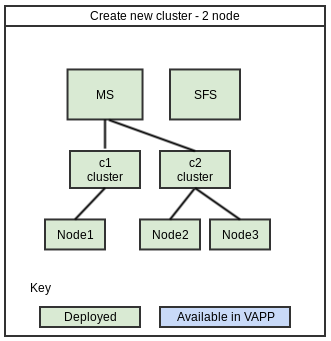 Create new cluster - 2 node
MS
SFS
c1
cluster
c2
cluster
Node1
Node2
Node3
Key
Deployed
Available in VAPP